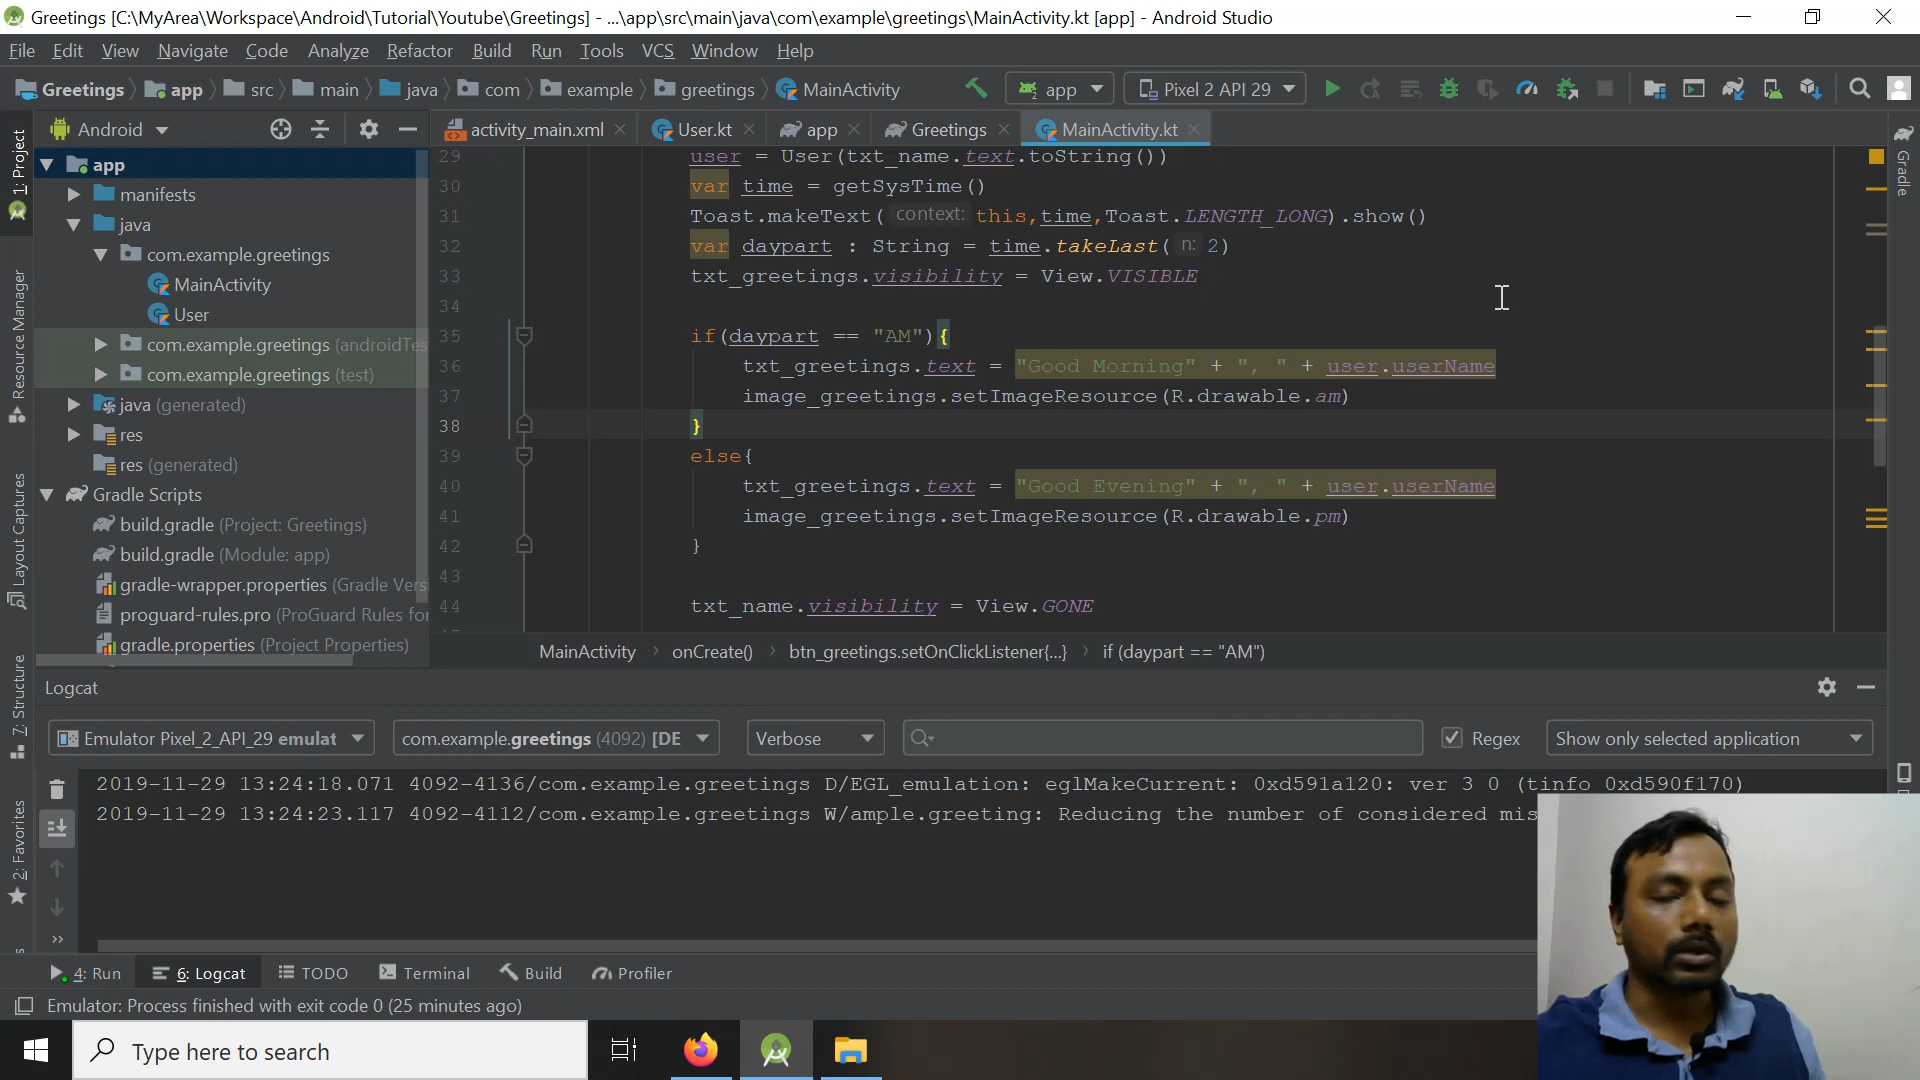 Greetings [C:\MyArea\Workspace\Android\Tutorial\Youtube\Greetings] - ...\app\src\main\java\com\example\greetings\MainActivity.kt [app] - Android Studio
File Edit View Navigate Code Analyze Refactor Build Run Tools VCS Window Help
Greetings app src main java com example greetings MainActivity app Pixel 2 API 29
Android
activity_main.xml User.kt app Greetings MainActivity.kt
1: Project
Resource Manager
Layout Captures
7: Structure
2: Favorites
Gradle
app
manifests
java
com.example.greetings
MainActivity
User
com.example.greetings (androidTes
com.example.greetings (test)
java (generated)
res
res (generated)
Gradle Scripts
build.gradle (Project: Greetings)
build.gradle (Module: app)
gradle-wrapper.properties (Gradle Vers
proguard-rules.pro (ProGuard Rules for
gradle.properties (Project Properties)
29 user = User(txt_name.text.toString())
30 var time = getSysTime()
31 Toast.makeText( context: this,time,Toast.LENGTH_LONG).show()
32 var daypart : String = time.takeLast( n: 2)
33 txt_greetings.visibility = View.VISIBLE
34
35 if(daypart == "AM"){
36 txt_greetings.text = "Good Morning" + ", " + user.userName
37 image_greetings.setImageResource(R.drawable.am)
38 }
39 else{
40 txt_greetings.text = "Good Evening" + ", " + user.userName
41 image_greetings.setImageResource(R.drawable.pm)
42 }
43
44 txt_name.visibility = View.GONE
MainActivity › onCreate() › btn_greetings.setOnClickListener{...} › if (daypart == "AM")
Logcat
Emulator Pixel_2_API_29 emulat com.example.greetings (4092) [DE Verbose Regex Show only selected application
2019-11-29 13:24:18.071 4092-4136/com.example.greetings D/EGL_emulation: eglMakeCurrent: 0xd591a120: ver 3 0 (tinfo 0xd590f170)
2019-11-29 13:24:23.117 4092-4112/com.example.greetings W/ample.greeting: Reducing the number of considered mis
4: Run 6: Logcat TODO Terminal Build Profiler
Emulator: Process finished with exit code 0 (25 minutes ago)
Type here to search